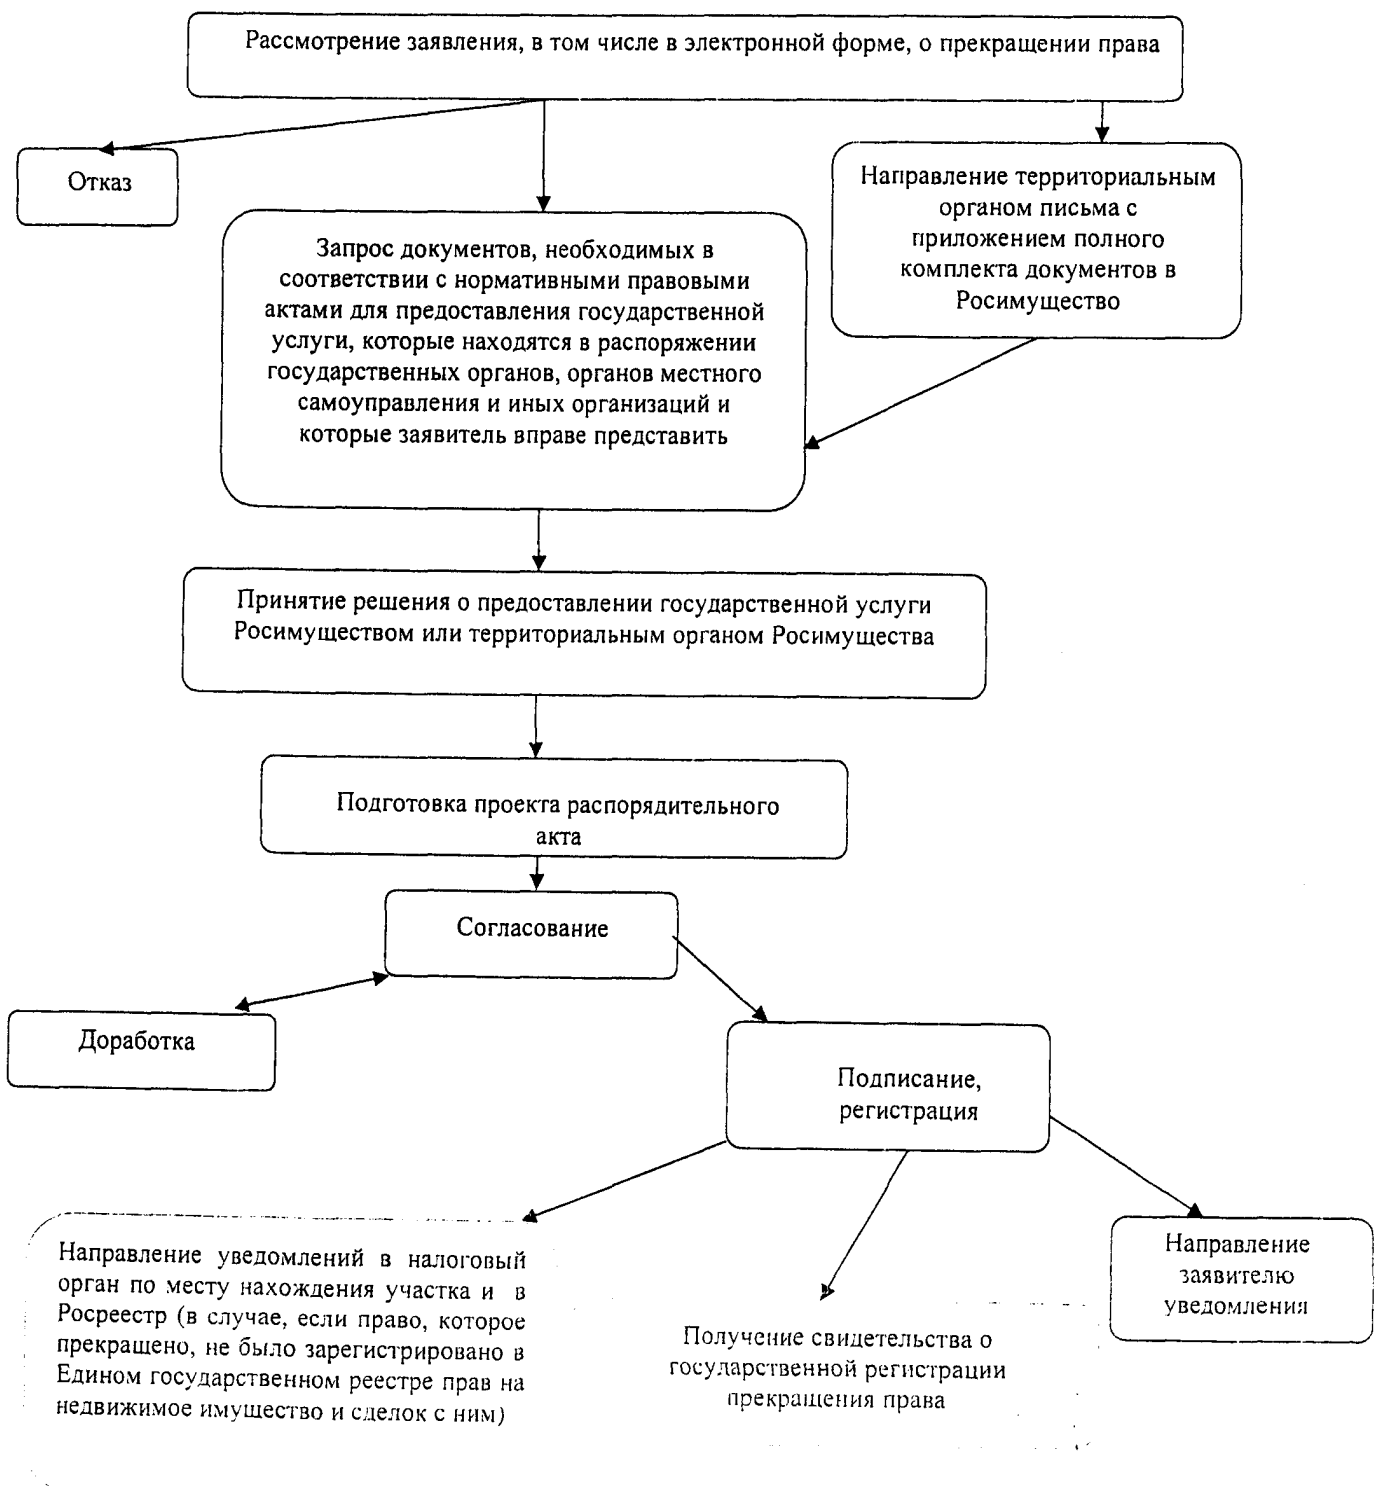 Рассмотрение заявления, в том числе в электронной форме, о прекращении права
Отказ
Направление территориальным
органом письма с
приложением полного
комплекта документов в
Росимущество
Запрос документов, необходимых в
соответствии с нормативными правовыми
актами для предоставления государственной
услуги, которые находятся в распоряжении
государственных органов, органов местного
самоуправления и иных организаций и
которые заявитель вправе представить
Принятие решения о предоставлении государственной услуги
Росимуществом или территориальным органом Росимущества
Подготовка проекта распорядительного
акта
Согласование
Доработка
Подписание,
регистрация
Направление уведомлений в налоговый
орган по месту нахождения участка и в
Росреестр (в случае, если право, которое
прекращено, не было зарегистрировано в
Едином государственном реестре прав на
недвижимое имущество и сделок с ним)
Получение свидетельства о
государственной регистрации
прекращения права
Направление
заявителю
уведомления